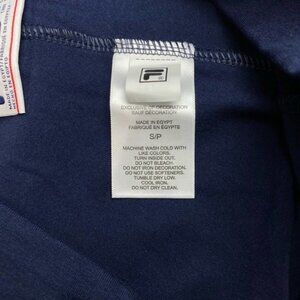 F
EXCLUSIVE OF DECORATION
SAUF DÉCORATION
MADE IN EGYPT
FABRIQUÉ EN ÉGYPTE
S/P
MACHINE WASH COLD WITH
LIKE COLORS.
TURN INSIDE OUT.
DO NOT BLEACH.
DO NOT IRON DECORATION.
DO NOT USE SOFTENERS.
TUMBLE DRY LOW.
COOL IRON.
DO NOT DRY CLEAN.